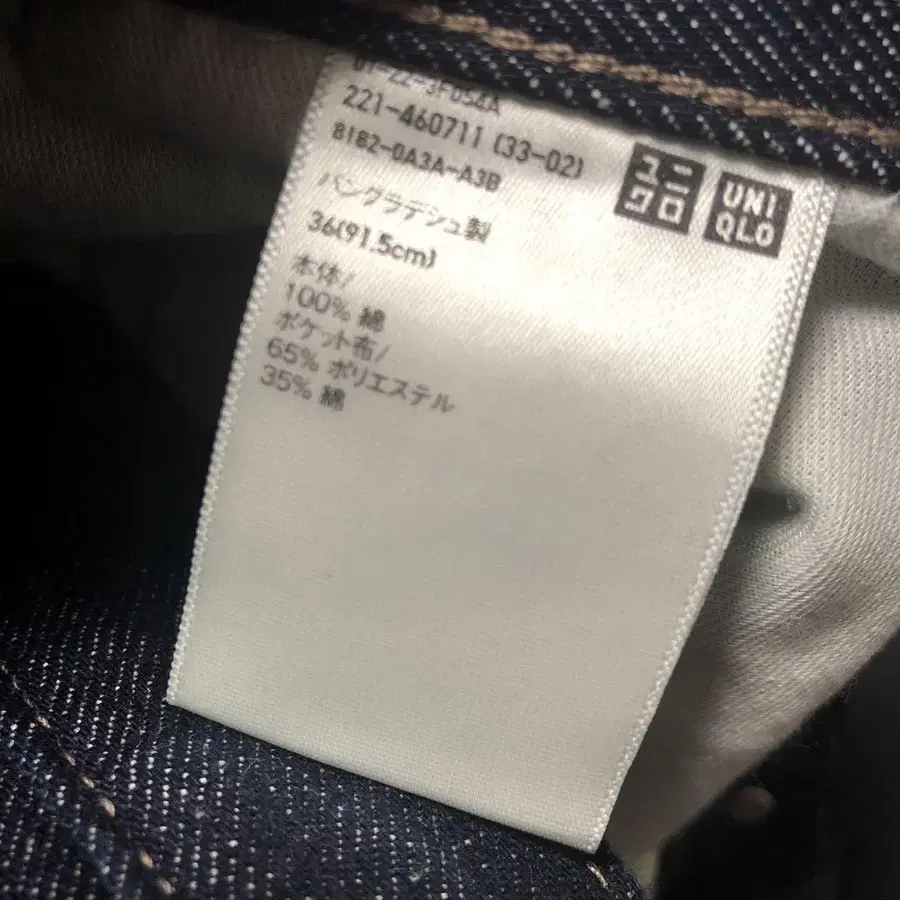 221-460711 (33-02)
8182-0A3A-A3B
バングラデシュ製
36(91.5cm)
本体/
100% 綿
ポケット布/
65% ポリエステル
35% 綿
ユニ
クロ
UNI
QLO